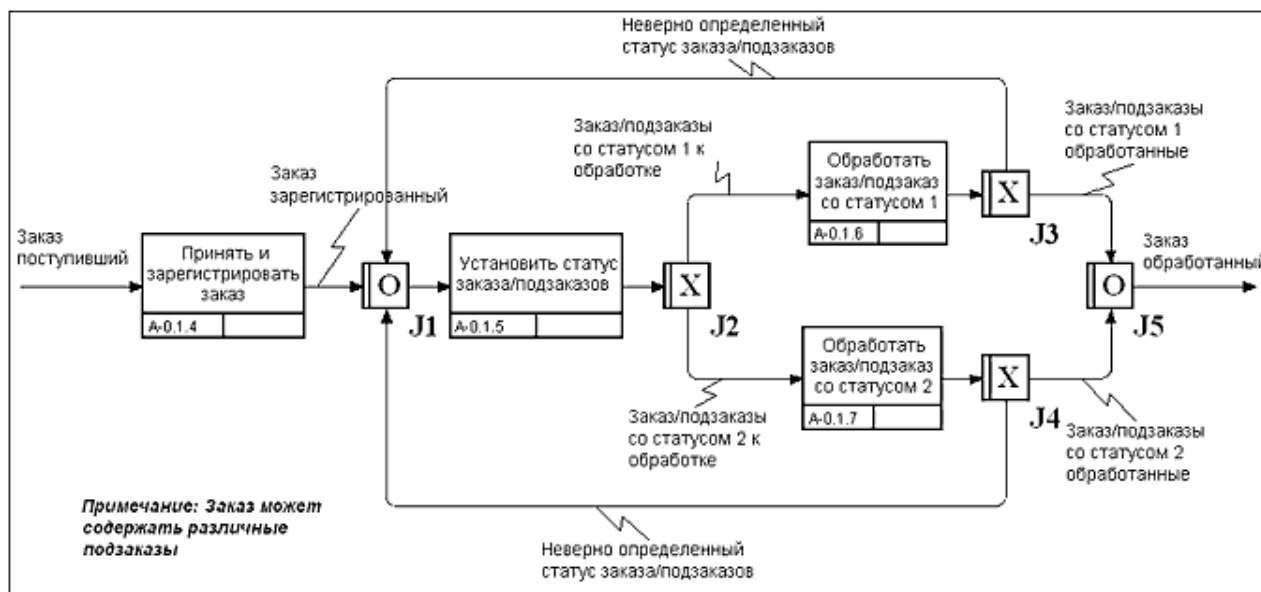 Неверно определенный
статус заказа/подзаказов
Заказ/подзаказы
со статусом 1 к
обработке
Заказ/подзаказы
со статусом 1
обработанные
Заказ
зарегистрированный
Обработать
заказ/подзаказ
со статусом 1
А-0.1.6
X
J3
Заказ
поступивший
Принять и
зарегистрировать
заказ
А-0.1.4
O
J1
Установить статус
заказа/подзаказов
А-0.1.5
X
J2
Заказ
обработанный
O
J5
Обработать
заказ/подзаказ
со статусом 2
А-0.1.7
X
J4
Заказ/подзаказы
со статусом 2 к
обработке
Заказ/подзаказы
со статусом 2
обработанные
Примечание: Заказ может
содержать различные
подзаказы
Неверно определенный
статус заказа/подзаказов